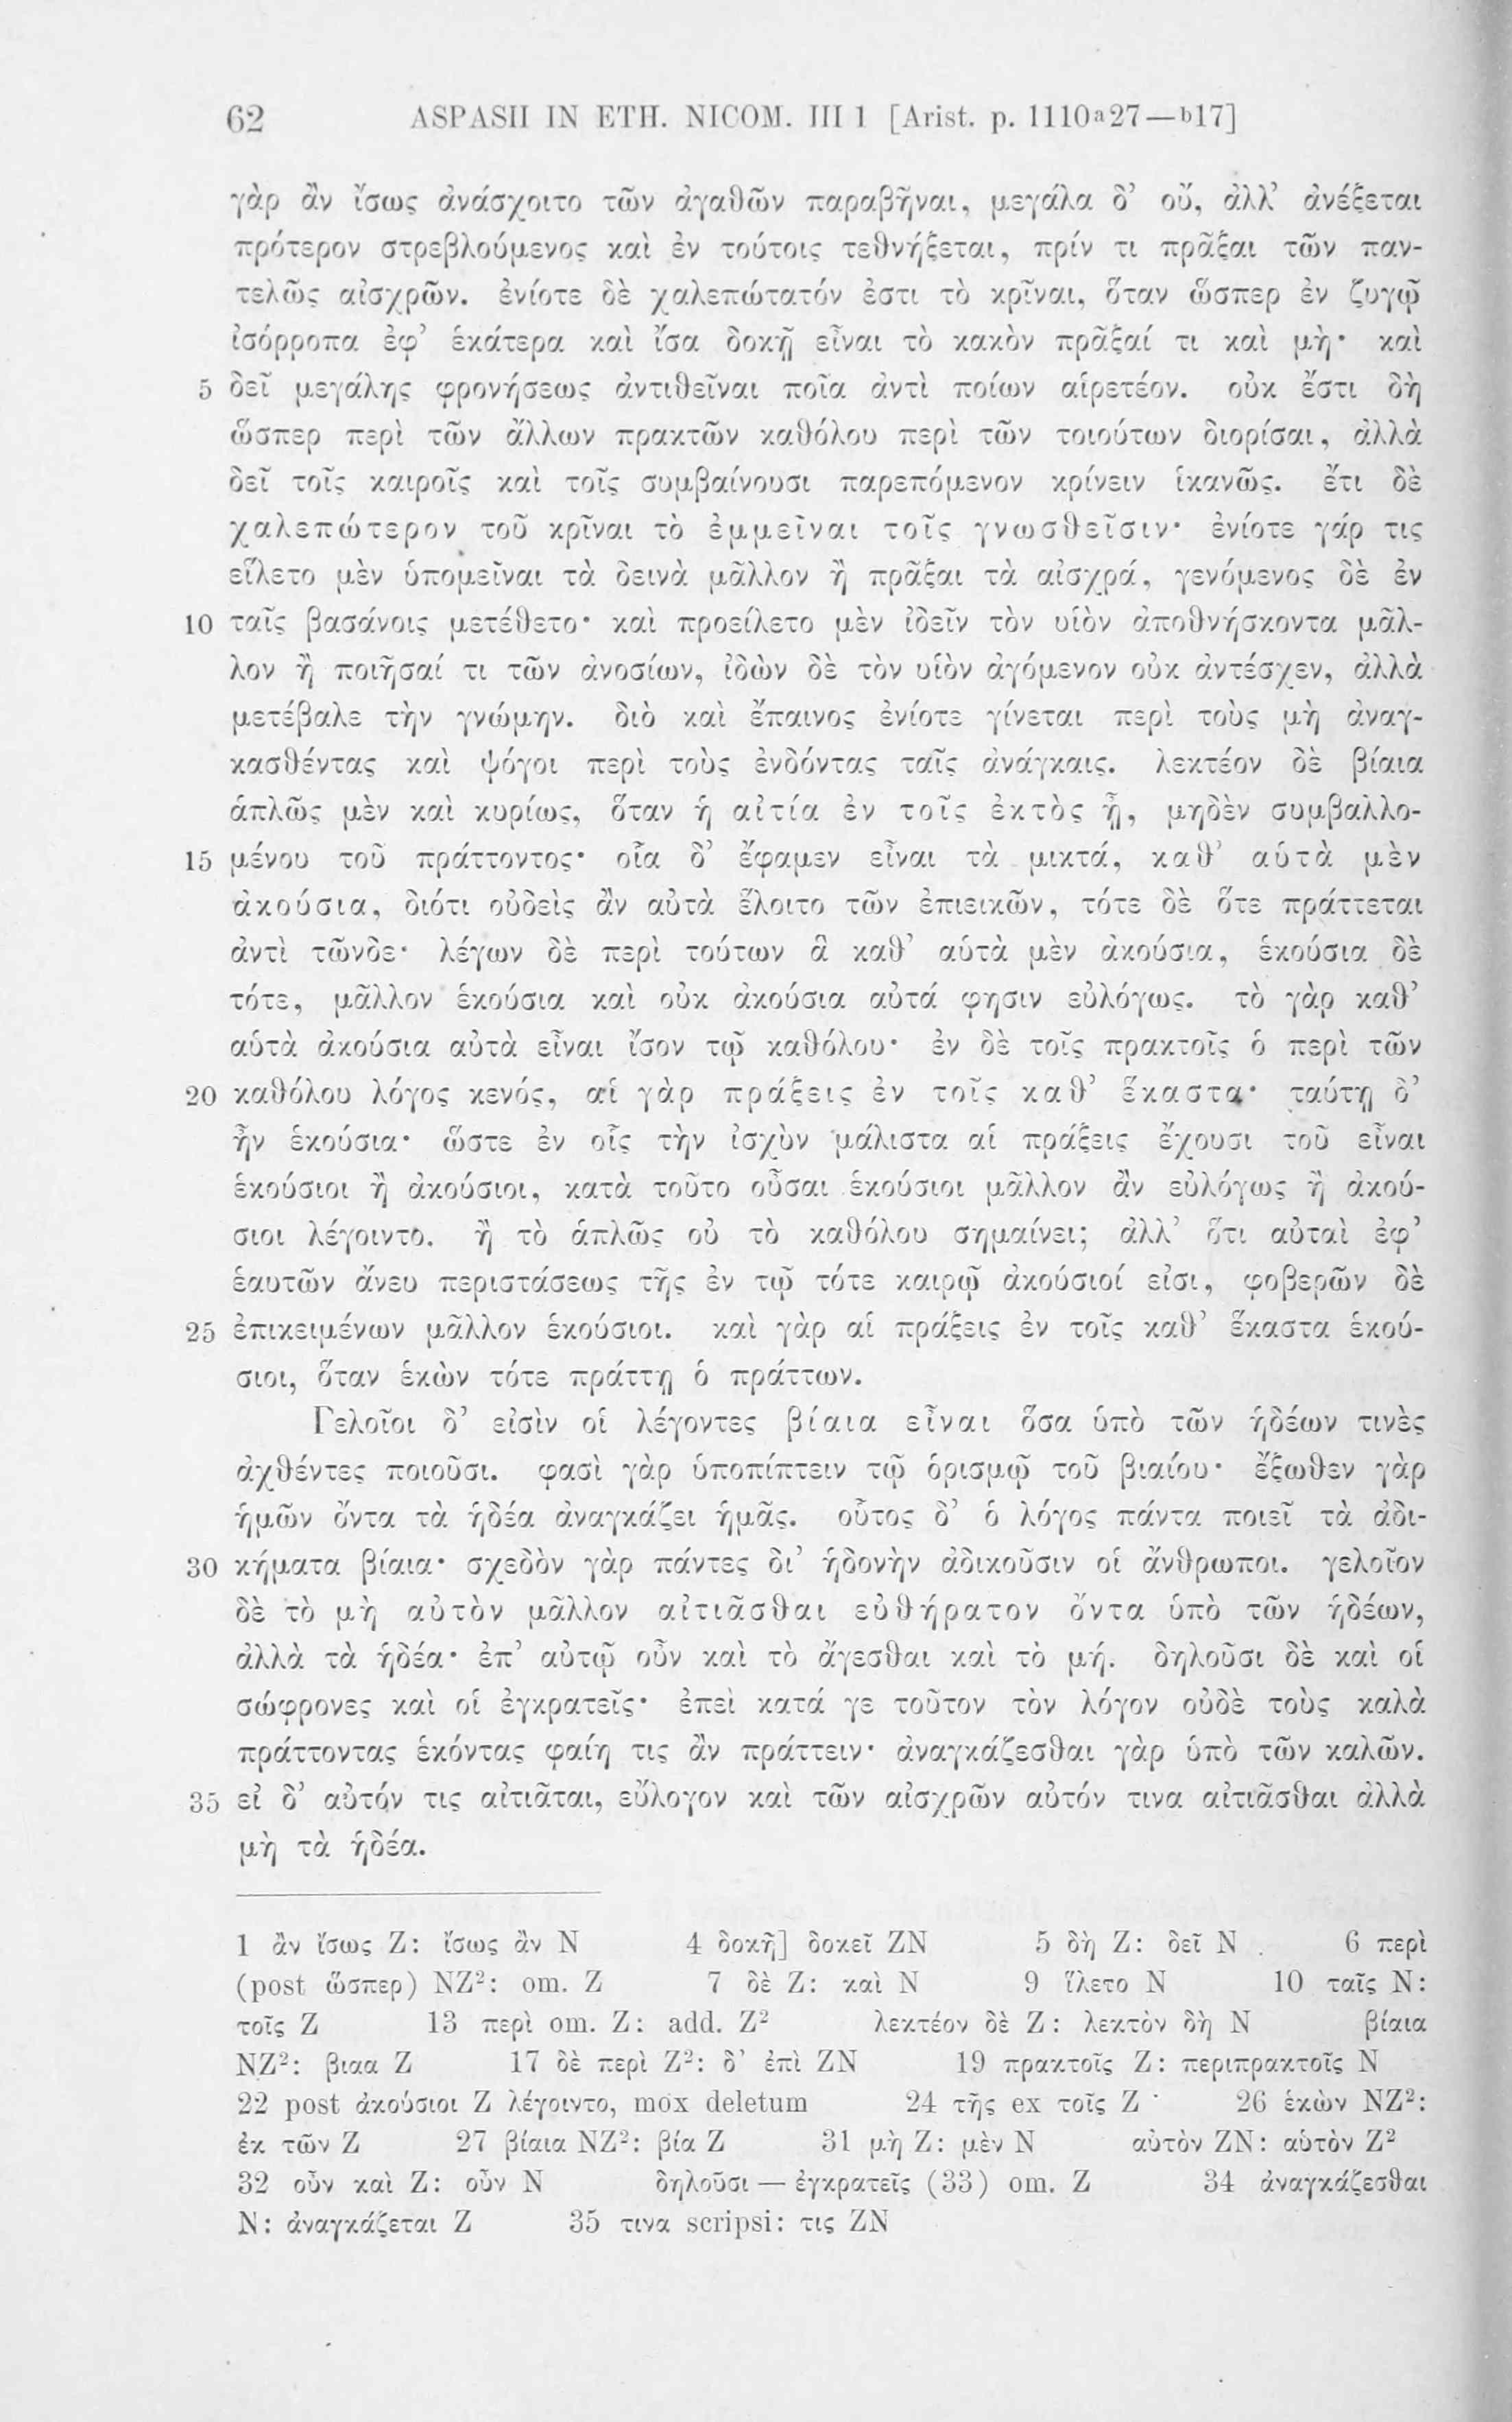 62 ASPASII IN ETH. NICOM. III 1 [Arist. p. 1110a27—b17]
γὰρ ἂν ἴσως ἀνάσχοιτο τῶν ἀγαθῶν παραβῆναι, μεγάλα δ’ οὔ, ἀλλ’ ἀνέξεται
πρότερον στρεβλούμενος καὶ ἐν τούτοις τεθνήξεται, πρίν τι πρᾶξαι τῶν παν-
τελῶς αἰσχρῶν. ἐνίοτε δὲ χαλεπώτατόν ἐστι τὸ κρῖναι, ὅταν ὥσπερ ἐν ζυγῷ
ἰσόρροπα ἐφ’ ἑκάτερα καὶ ἴσα δοκῇ εἶναι τὸ κακὸν πρᾶξαί τι καὶ μή· καὶ
5 δεῖ μεγάλης φρονήσεως ἀντιθεῖναι ποῖα ἀντὶ ποίων αἱρετέον. οὐκ ἔστι δὴ
ὥσπερ περὶ τῶν ἄλλων πρακτῶν καθόλου περὶ τῶν τοιούτων διορίσαι, ἀλλὰ
δεῖ τοῖς καιροῖς καὶ τοῖς συμβαίνουσι παρεπόμενον κρίνειν ἱκανῶς. ἔτι δὲ
χαλεπώτερον τοῦ κρῖναι τὸ ἐμμεῖναι τοῖς γνωσθεῖσιν· ἐνίοτε γάρ τις
εἵλετο μὲν ὑπομεῖναι τὰ δεινὰ μᾶλλον ἢ πρᾶξαι τὰ αἰσχρά, γενόμενος δὲ ἐν
10 ταῖς βασάνοις μετέθετο· καὶ προείλετο μὲν ἰδεῖν τὸν υἱὸν ἀποθνήσκοντα μᾶλ-
λον ἢ ποιῆσαί τι τῶν ἀνοσίων, ἰδὼν δὲ τὸν υἱὸν ἀγόμενον οὐκ ἀντέσχεν, ἀλλὰ
μετέβαλε τὴν γνώμην. διὸ καὶ ἔπαινος ἐνίοτε γίνεται περὶ τοὺς μὴ ἀναγ-
κασθέντας καὶ ψόγοι περὶ τοὺς ἐνδόντας ταῖς ἀνάγκαις. λεκτέον δὲ βίαια
ἁπλῶς μὲν καὶ κυρίως, ὅταν ἡ αἰτία ἐν τοῖς ἐκτὸς ᾖ, μηδὲν συμβαλλο-
15 μένου τοῦ πράττοντος· οἷα δ’ ἔφαμεν εἶναι τὰ μικτά, καθ’ αὑτὰ μὲν
ἀκούσια, διότι οὐδεὶς ἂν αὐτὰ ἕλοιτο τῶν ἐπιεικῶν, τότε δὲ ὅτε πράττεται
ἀντὶ τῶνδε· λέγων δὲ περὶ τούτων ἃ καθ’ αὑτὰ μὲν ἀκούσια, ἑκούσια δὲ
τότε, μᾶλλον ἑκούσια καὶ οὐκ ἀκούσια αὐτά φησιν εὐλόγως. τὸ γὰρ καθ’
αὑτὰ ἀκούσια αὐτὰ εἶναι ἴσον τῷ καθόλου· ἐν δὲ τοῖς πρακτοῖς ὁ περὶ τῶν
20 καθόλου λόγος κενός, αἱ γὰρ πράξεις ἐν τοῖς καθ’ ἕκαστα· ταύτῃ δ’
ἦν ἑκούσια· ὥστε ἐν οἷς τὴν ἰσχὺν μάλιστα αἱ πράξεις ἔχουσι τοῦ εἶναι
ἑκούσιοι ἢ ἀκούσιοι, κατὰ τοῦτο οὖσαι ἑκούσιοι μᾶλλον ἂν εὐλόγως ἢ ἀκού-
σιοι λέγοιντο. ἢ τὸ ἁπλῶς οὐ τὸ καθόλου σημαίνει; ἀλλ’ ὅτι αὐταὶ ἐφ’
ἑαυτῶν ἄνευ περιστάσεως τῆς ἐν τῷ τότε καιρῷ ἀκούσιοί εἰσι, φοβερῶν δὲ
25 ἐπικειμένων μᾶλλον ἑκούσιοι. καὶ γὰρ αἱ πράξεις ἐν τοῖς καθ’ ἕκαστα ἑκού-
σιοι, ὅταν ἑκὼν τότε πράττῃ ὁ πράττων.
Γελοῖοι δ’ εἰσὶν οἱ λέγοντες βίαια εἶναι ὅσα ὑπὸ τῶν ἡδέων τινὲς
ἀχθέντες ποιοῦσι. φασὶ γὰρ ὑποπίπτειν τῷ ὁρισμῷ τοῦ βιαίου· ἔξωθεν γὰρ
ἡμῶν ὄντα τὰ ἡδέα ἀναγκάζει ἡμᾶς. οὗτος δ’ ὁ λόγος πάντα ποιεῖ τὰ ἀδι-
30 κήματα βίαια· σχεδὸν γὰρ πάντες δι’ ἡδονὴν ἀδικοῦσιν οἱ ἄνθρωποι. γελοῖον
δὲ τὸ μὴ αὐτὸν μᾶλλον αἰτιᾶσθαι εὐθήρατον ὄντα ὑπὸ τῶν ἡδέων,
ἀλλὰ τὰ ἡδέα· ἐπ’ αὐτῷ οὖν καὶ τὸ ἄγεσθαι καὶ τὸ μή. δηλοῦσι δὲ καὶ οἱ
σώφρονες καὶ οἱ ἐγκρατεῖς· ἐπεὶ κατά γε τοῦτον τὸν λόγον οὐδὲ τοὺς καλὰ
πράττοντας ἑκόντας φαίη τις ἂν πράττειν· ἀναγκάζεσθαι γὰρ ὑπὸ τῶν καλῶν.
35 εἰ δ’ αὐτόν τις αἰτιᾶται, εὔλογον καὶ τῶν αἰσχρῶν αὐτόν τινα αἰτιᾶσθαι ἀλλὰ
μὴ τὰ ἡδέα.
1 ἂν ἴσως Z: ἴσως ἂν N 4 δοκῇ] δοκεῖ ZN 5 δὴ Z: δεῖ N 6 περὶ
(post ὥσπερ) NZ²: om. Z 7 δὲ Z: καὶ N 9 ἵλετο N 10 ταῖς N:
τοῖς Z 13 περὶ om. Z: add. Z² λεκτέον δὲ Z: λεκτὸν δὴ N βίαια
NZ²: βιαα Z 17 δὲ περὶ Z²: δ’ ἐπὶ ZN 19 πρακτοῖς Z: περιπρακτοῖς N
22 post ἀκούσιοι Z λέγοιντο, mox deletum 24 τῆς ex τοῖς Z 26 ἑκὼν NZ²:
ἐκ τῶν Z 27 βίαια NZ²: βία Z 31 μὴ Z: μὲν N αὐτὸν ZN: αὑτὸν Z²
32 οὖν καὶ Z: οὖν N δηλοῦσι — ἐγκρατεῖς (33) om. Z 34 ἀναγκάζεσθαι
N: ἀναγκάζεται Z 35 τινα scripsi: τις ZN